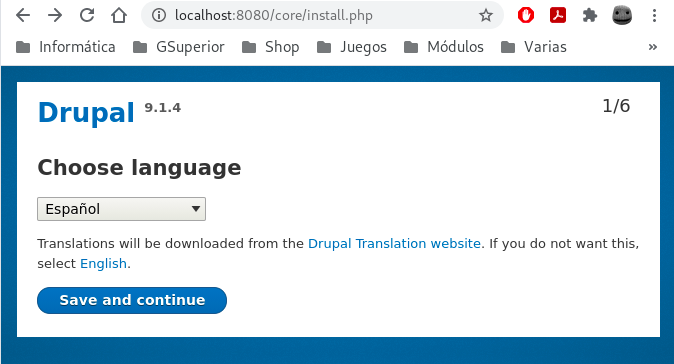 localhost:8080/core/install.php
Informática GSuperior Shop Juegos Módulos Varias »
Drupal 9.1.4 1/6
Choose language
Español
Translations will be downloaded from the Drupal Translation website. If you do not want this,
select English.
Save and continue